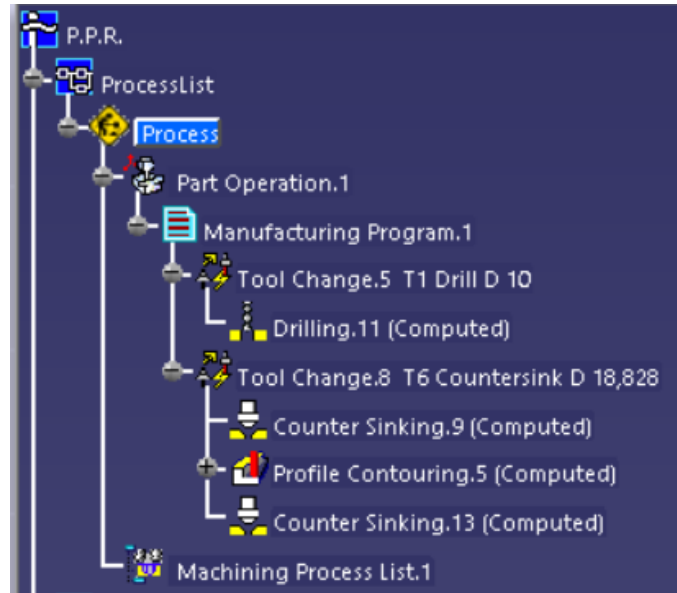 P.P.R.
ProcessList
Process
Part Operation.1
Manufacturing Program.1
Tool Change.5 T1 Drill D 10
Drilling.11 (Computed)
Tool Change.8 T6 Countersink D 18,828
Counter Sinking.9 (Computed)
Profile Contouring.5 (Computed)
Counter Sinking.13 (Computed)
Machining Process List.1